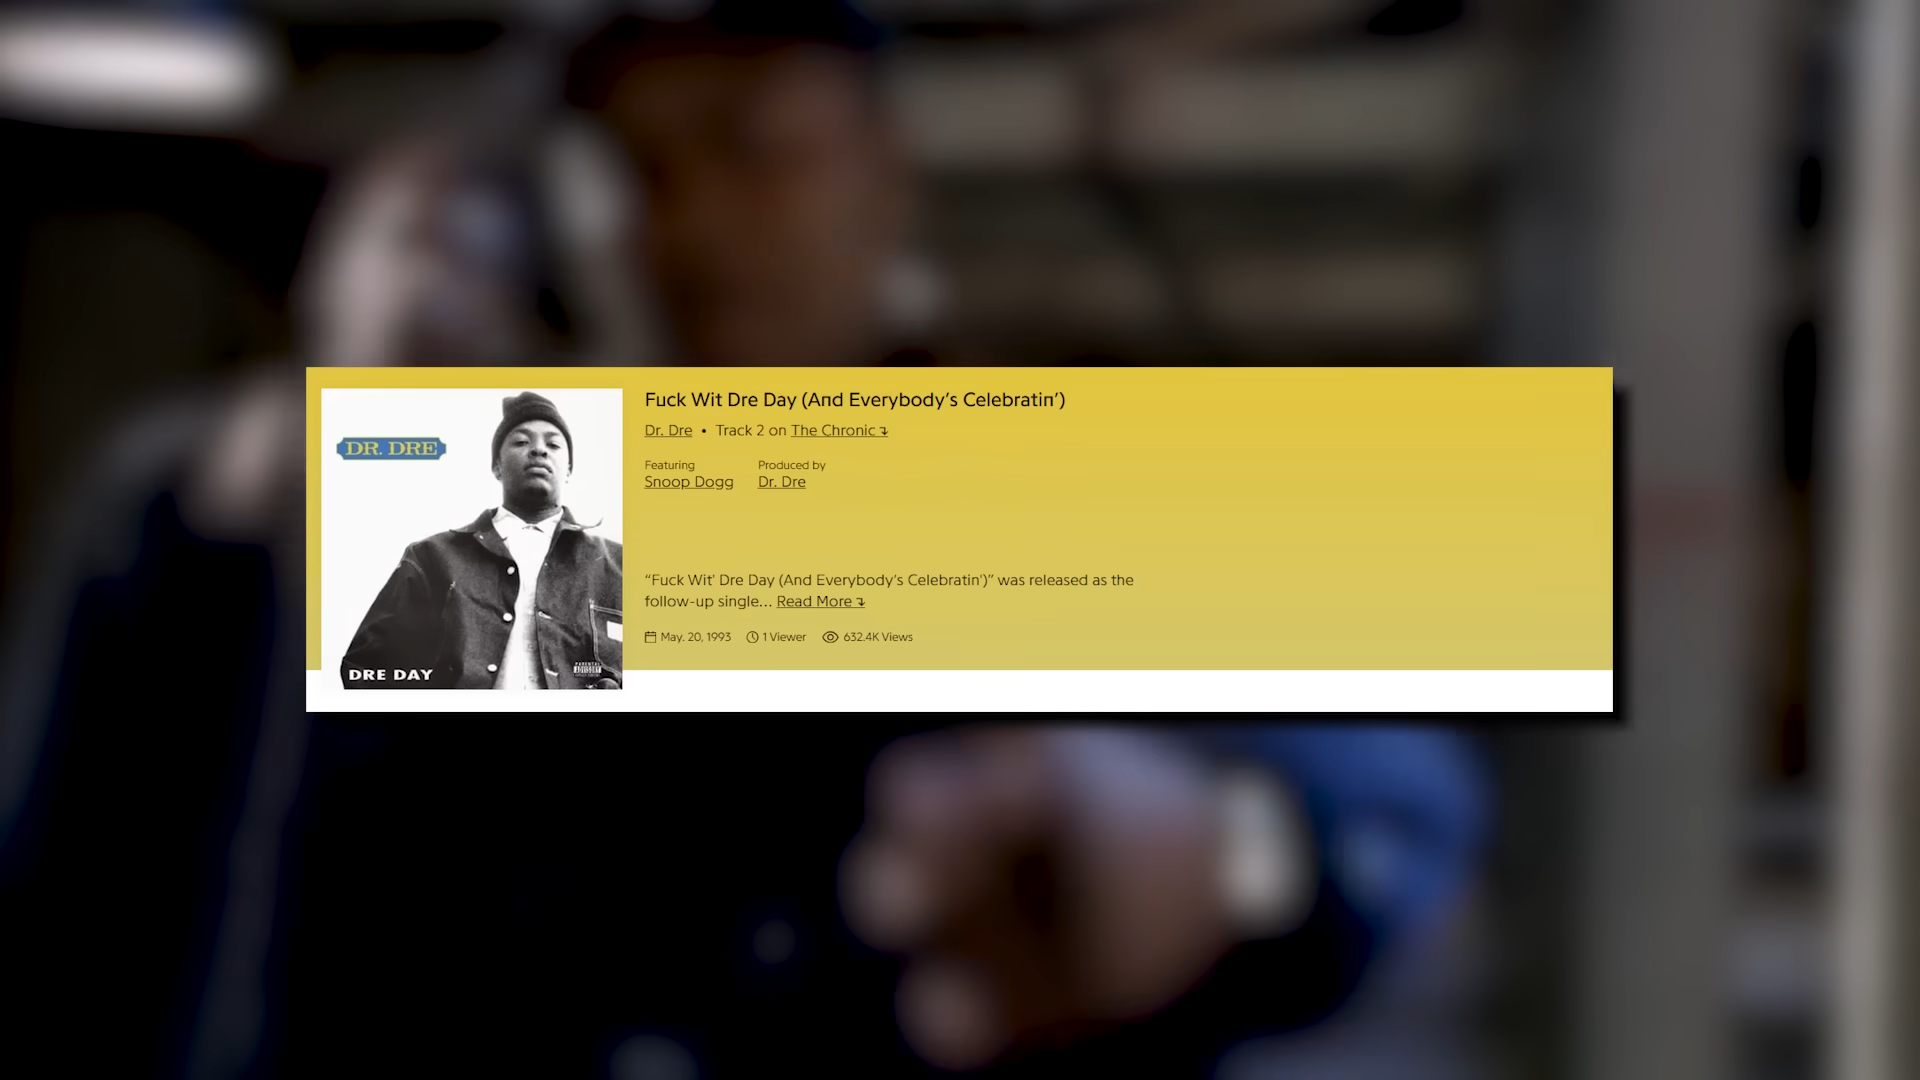 Fuck Wit Dre Day (And Everybody's Celebratin')
Dr. Dre • Track 2 on The Chronic
Featuring
Snoop Dogg
Produced by
Dr. Dre
"Fuck Wit' Dre Day (And Everybody's Celebratin')" was released as the
follow-up single... Read More
May. 20, 1993
1 Viewer
632.4K Views
DR. DRE
DRE DAY
PARENTAL
ADVISORY